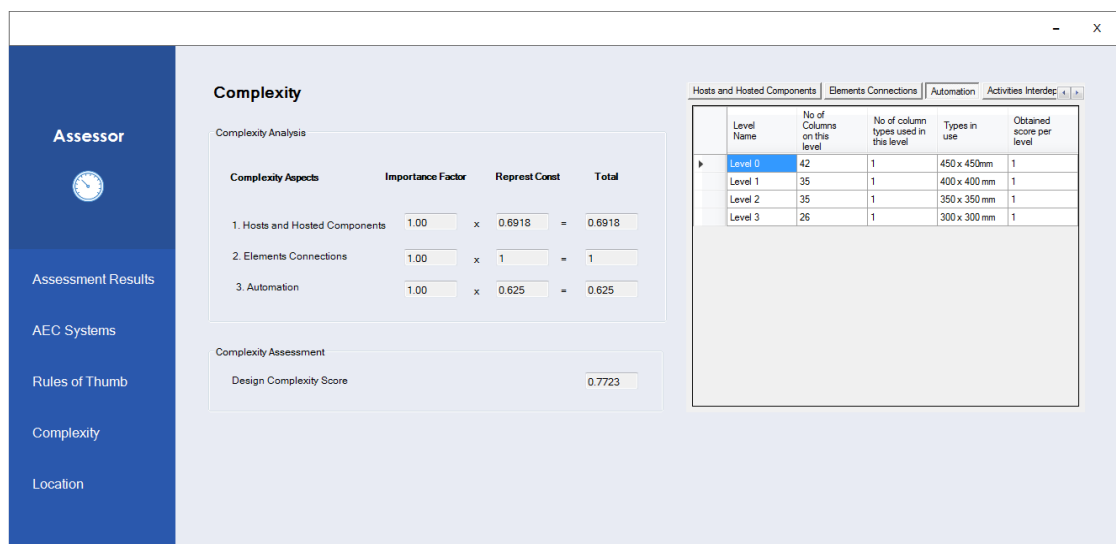 – X
Assessor
Assessment Results
AEC Systems
Rules of Thumb
Complexity
Location
Complexity
Complexity Analysis
Complexity Aspects Importance Factor Represt Const Total
1. Hosts and Hosted Components 1.00 x 0.6918 = 0.6918
2. Elements Connections 1.00 x 1 = 1
3. Automation 1.00 x 0.625 = 0.625
Complexity Assessment
Design Complexity Score 0.7723
Hosts and Hosted Components Elements Connections Automation Activities Interdep
Level Name No of Columns on this level No of column types used in this level Types in use Obtained score per level
Level 0 42 1 450 x 450mm 1
Level 1 35 1 400 x 400 mm 1
Level 2 35 1 350 x 350 mm 1
Level 3 26 1 300 x 300 mm 1